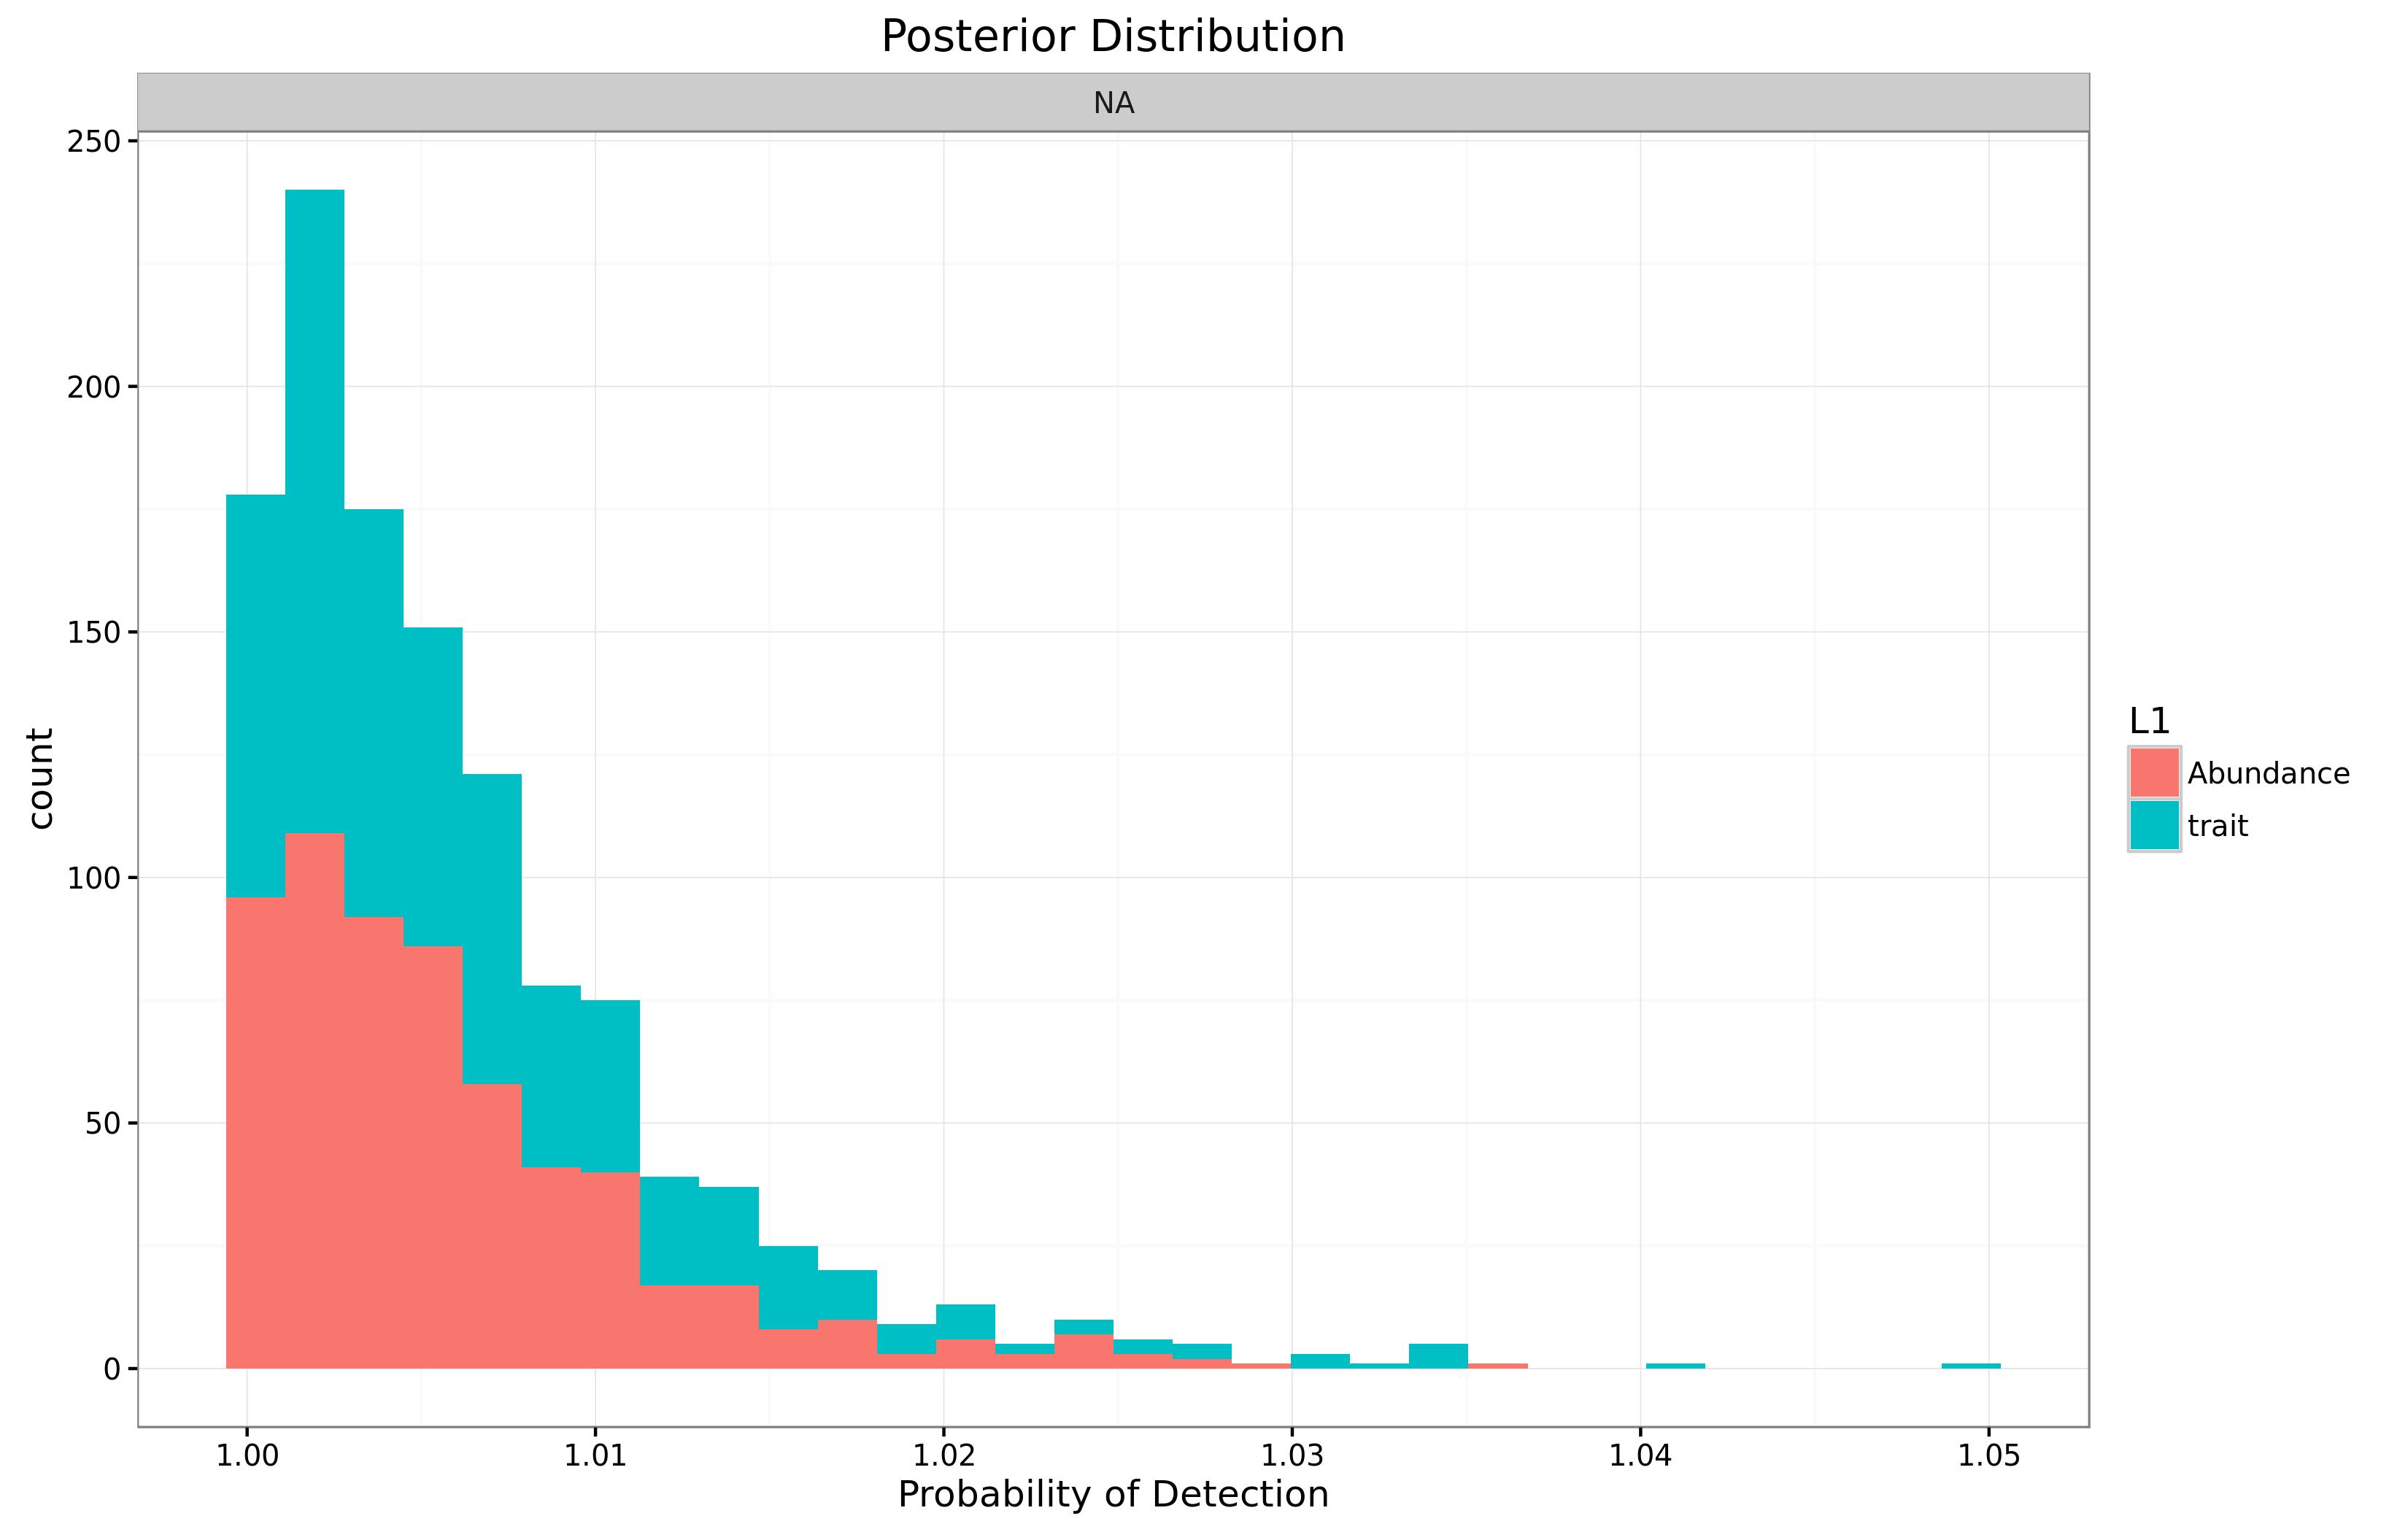 Posterior Distribution
NA
250
200
150
100
50
0
count
1.00 1.01 1.02 1.03 1.04 1.05
Probability of Detection
L1
Abundance
trait